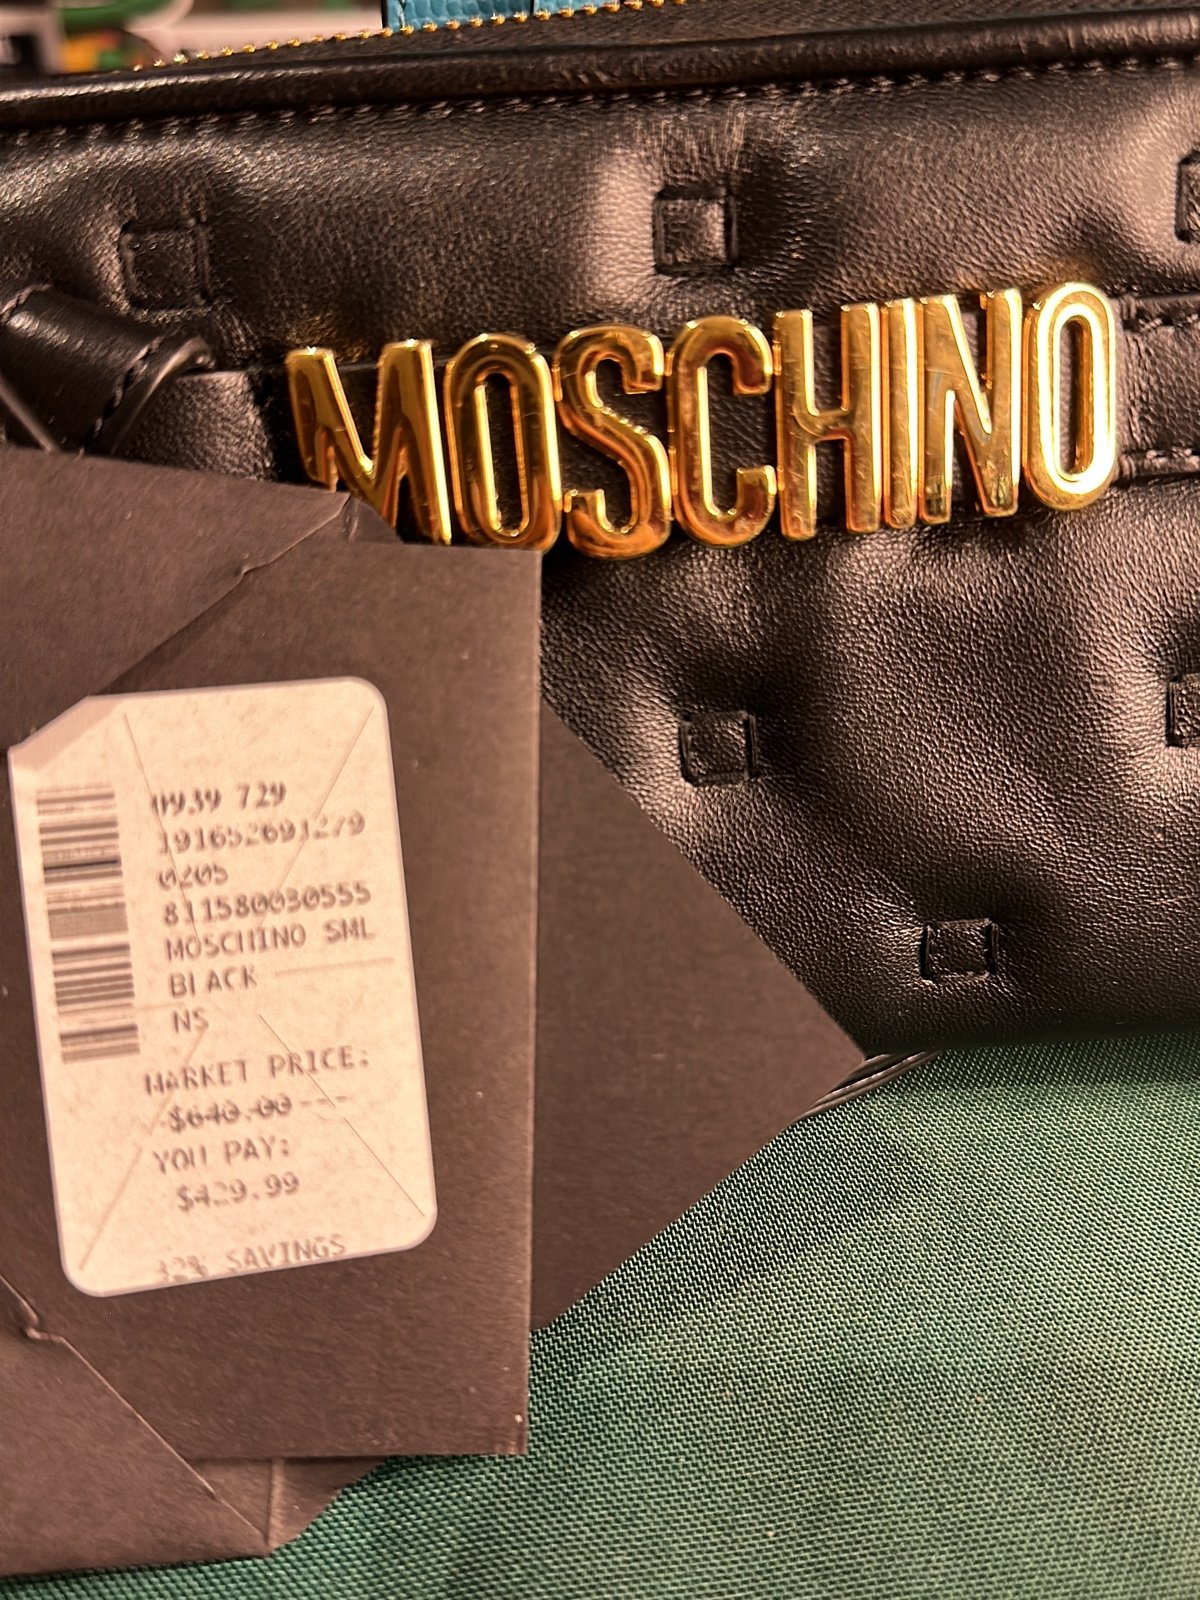 MOSCHINO
0939 729
191652691279
0205
811580030555
MOSCHINO SML
BLACK
NS
MARKET PRICE:
$640.00
YOU PAY:
$429.99
32% SAVINGS